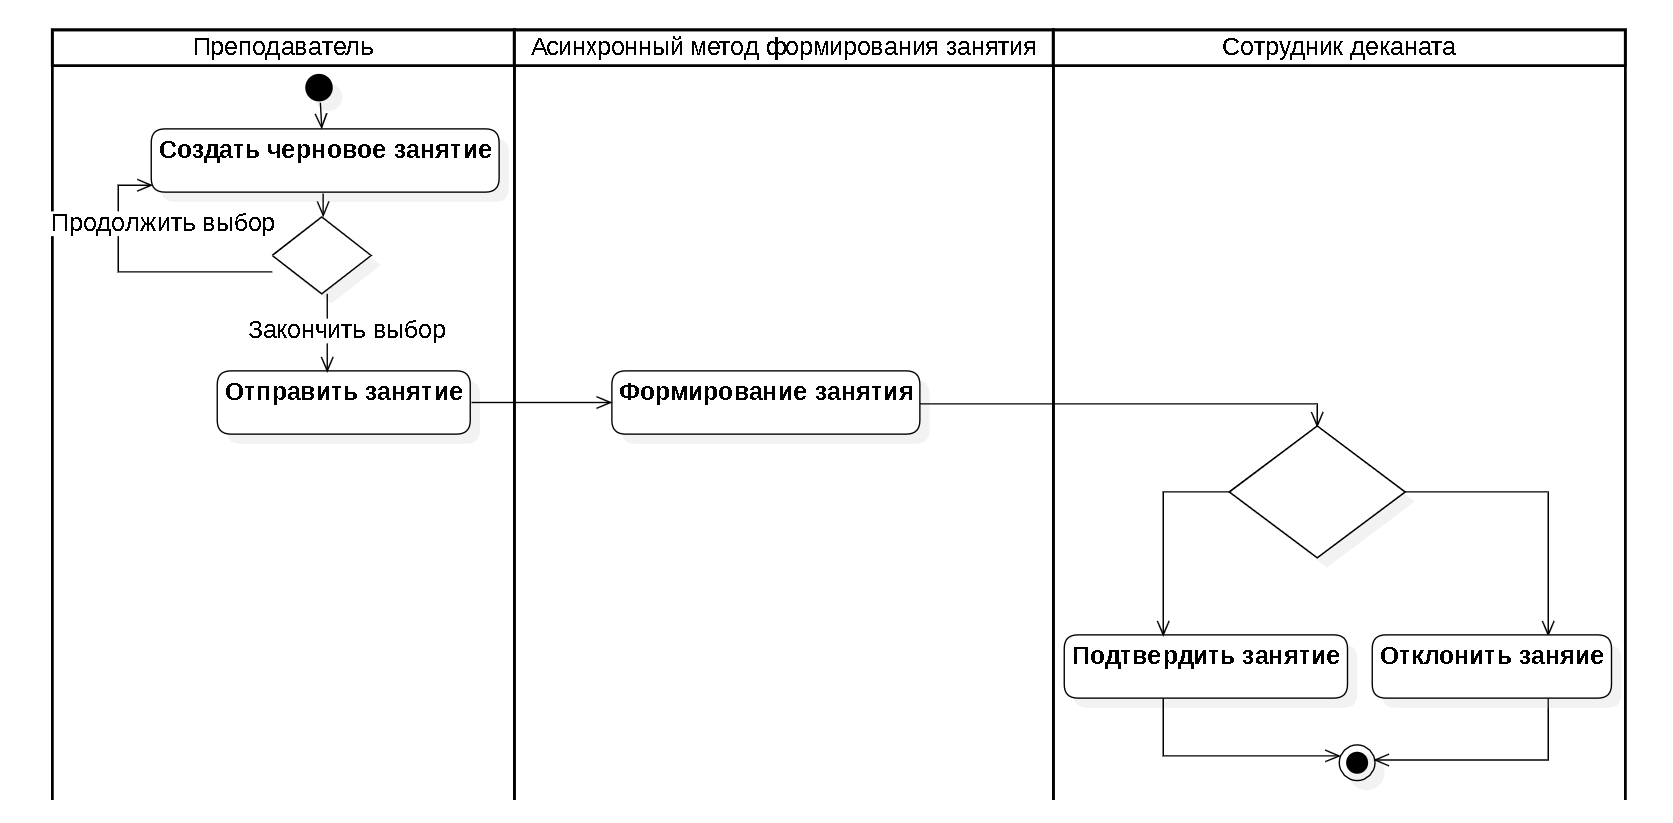 Преподаватель
Асинхронный метод формирования занятия
Сотрудник деканата
Создать черновое занятие
Продолжить выбор
Закончить выбор
Отправить занятие
Формирование занятия
Подтвердить занятие
Отклонить заняие